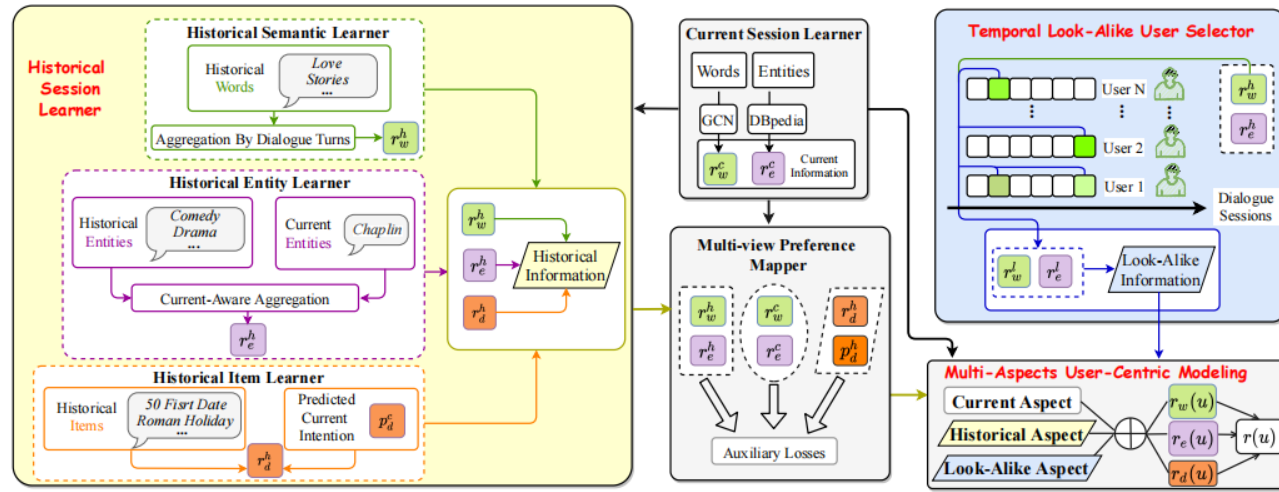 Historical
Session
Learner
Historical Semantic Learner
Historical
Words
Love
Stories
...
Aggregation By Dialogue Turns
r_w^h
Historical Entity Learner
Historical
Entities
Comedy
Drama
...
Current
Entities
Chaplin
Current-Aware Aggregation
r_e^h
Historical Item Learner
Historical
Items
50 Fisrt Date
Roman Holiday
...
Predicted
Current
Intention
p_d^c
r_d^h
r_w^h
r_e^h
r_d^h
Historical
Information
Current Session Learner
Words
Entities
GCN
DBpedia
r_w^c
r_e^c
Current
Information
Multi-view Preference
Mapper
r_w^h
r_w^c
r_d^h
r_e^h
r_e^c
p_d^h
Auxiliary Losses
Temporal Look-Alike User Selector
User N
⋮
⋮
⋮
User 2
User 1
r_w^h
r_e^h
Dialogue
Sessions
r_w^l
r_e^l
Look-Alike
Information
Multi-Aspects User-Centric Modeling
Current Aspect
Historical Aspect
Look-Alike Aspect
r_w(u)
r_e(u)
r_d(u)
r(u)